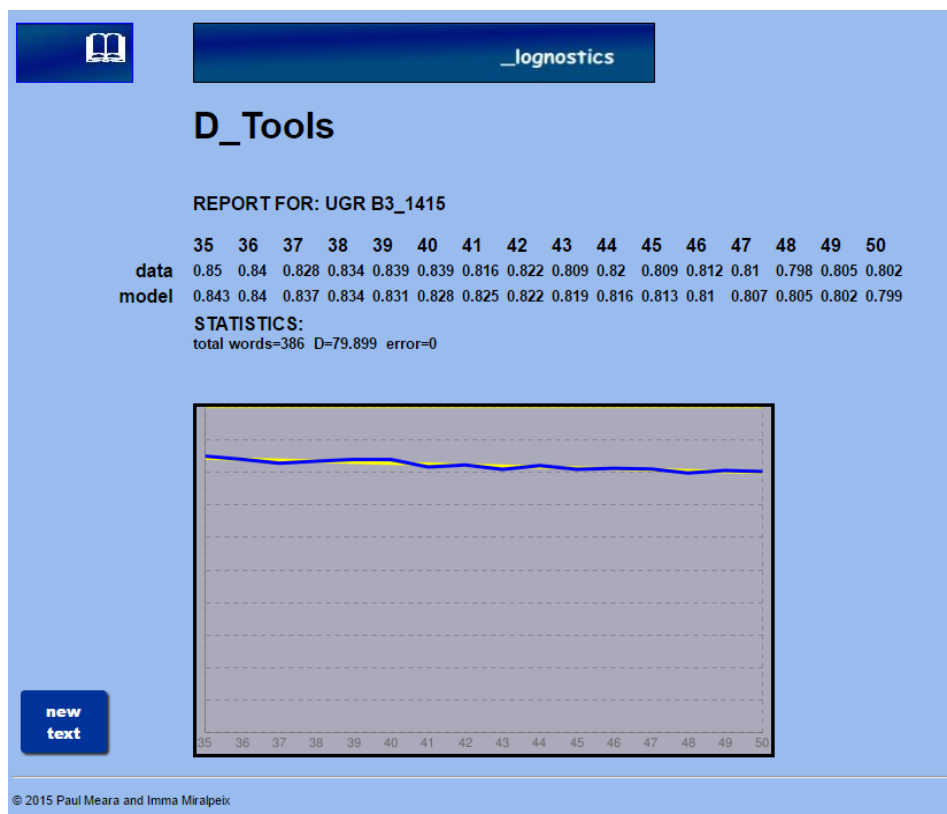 _lognostics
D_Tools
REPORT FOR: UGR B3_1415
35 36 37 38 39 40 41 42 43 44 45 46 47 48 49 50
data 0.85 0.84 0.828 0.834 0.839 0.839 0.816 0.822 0.809 0.82 0.809 0.812 0.81 0.798 0.805 0.802
model 0.843 0.84 0.837 0.834 0.831 0.828 0.825 0.822 0.819 0.816 0.813 0.81 0.807 0.805 0.802 0.799
STATISTICS:
total words=386 D=79.899 error=0
35 36 37 38 39 40 41 42 43 44 45 46 47 48 49 50
new
text
© 2015 Paul Meara and Imma Miralpeix